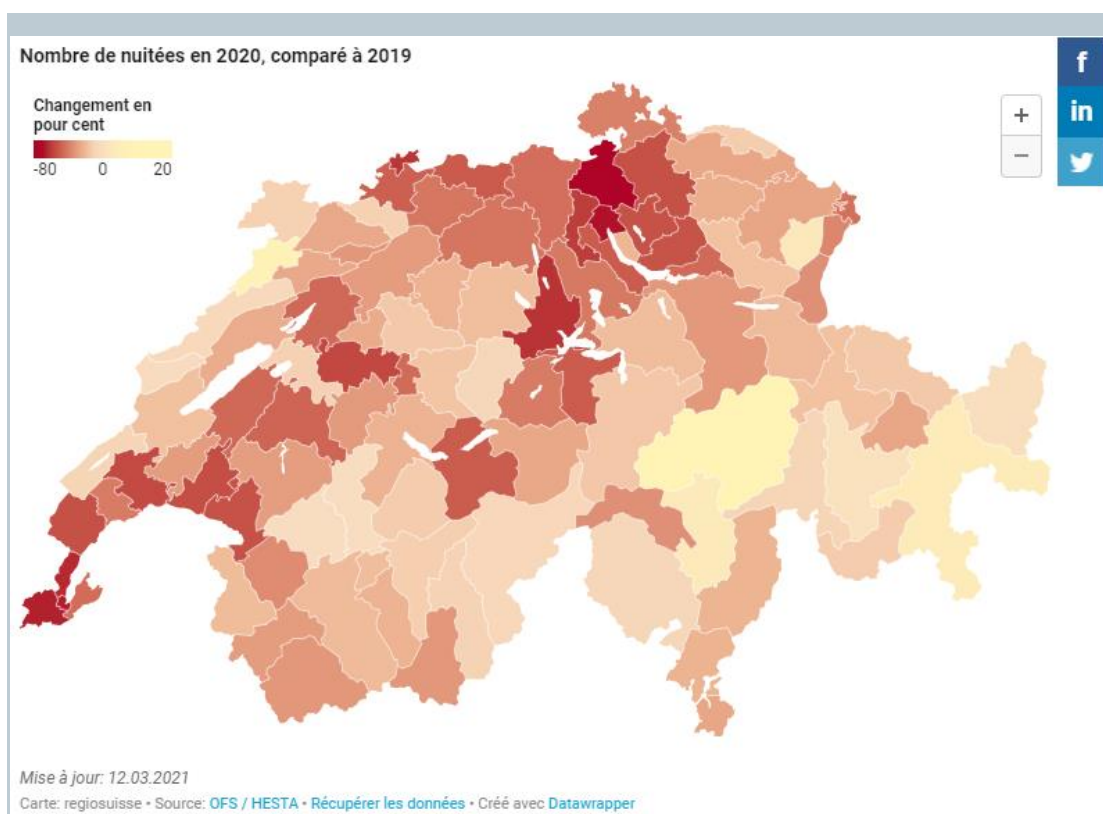 Nombre de nuitées en 2020, comparé à 2019
f
in
Changement en
pour cent
-80 0 20
+
−
Mise à jour: 12.03.2021
Carte: regiosuisse • Source: OFS / HESTA • Récupérer les données • Créé avec Datawrapper